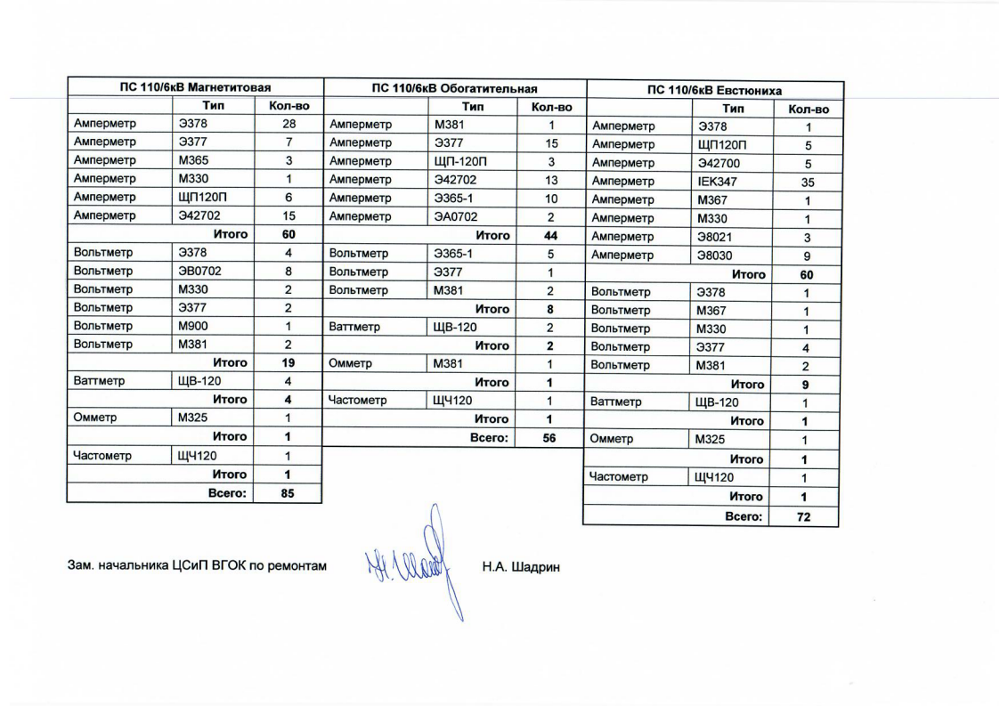 ПС 110/6кВ Магнетитовая
Тип Кол-во
Амперметр Э378 28
Амперметр Э377 7
Амперметр М365 3
Амперметр М330 1
Амперметр ЩП120П 6
Амперметр Э42702 15
Итого 60
Вольтметр Э378 4
Вольтметр ЭВ0702 8
Вольтметр М330 2
Вольтметр Э377 2
Вольтметр М900 1
Вольтметр М381 2
Итого 19
Ваттметр ЩВ-120 4
Итого 4
Омметр М325 1
Итого 1
Частометр ЩЧ120 1
Итого 1
Всего: 85
ПС 110/6кВ Обогатительная
Тип Кол-во
Амперметр М381 1
Амперметр Э377 15
Амперметр ЩП-120П 3
Амперметр Э42702 13
Амперметр Э365-1 10
Амперметр ЭА0702 2
Итого 44
Вольтметр Э365-1 5
Вольтметр Э377 1
Вольтметр М381 2
Итого 8
Ваттметр ЩВ-120 2
Итого 2
Омметр М381 1
Итого 1
Частометр ЩЧ120 1
Итого 1
Всего: 56
ПС 110/6кВ Евстюниха
Тип Кол-во
Амперметр Э378 1
Амперметр ЩП120П 5
Амперметр Э42700 5
Амперметр IEK347 35
Амперметр М367 1
Амперметр М330 1
Амперметр Э8021 3
Амперметр Э8030 9
Итого 60
Вольтметр Э378 1
Вольтметр М367 1
Вольтметр М330 1
Вольтметр Э377 4
Вольтметр М381 2
Итого 9
Ваттметр ЩВ-120 1
Итого 1
Омметр М325 1
Итого 1
Частометр ЩЧ120 1
Итого 1
Всего: 72
Зам. начальника ЦСиП ВГОК по ремонтам Н.А. Шадрин